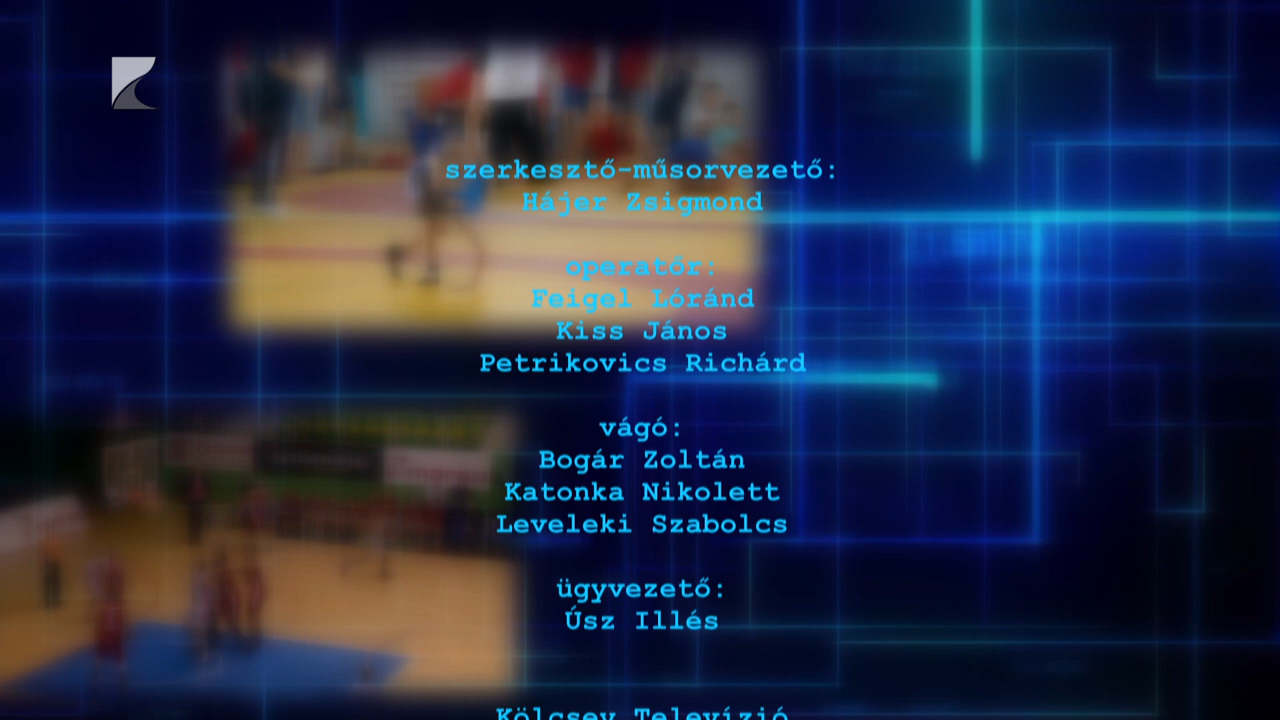 szerkesztő-műsorvezető:
Hájer Zsigmond
operatőr:
Feigel Lóránd
Kiss János
Petrikovics Richárd
vágó:
Bogár Zoltán
Katonka Nikolett
Leveleki Szabolcs
ügyvezető:
Úsz Illés
Kölcsey Televízió